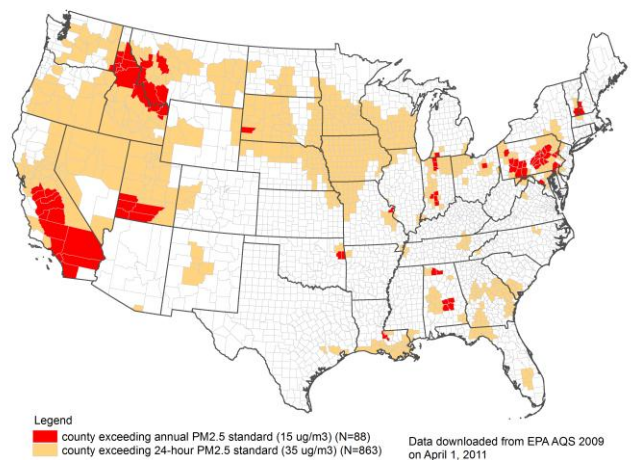 Legend
county exceeding annual PM2.5 standard (15 ug/m3) (N=88)
county exceeding 24-hour PM2.5 standard (35 ug/m3) (N=863)
Data downloaded from EPA AQS 2009
on April 1, 2011